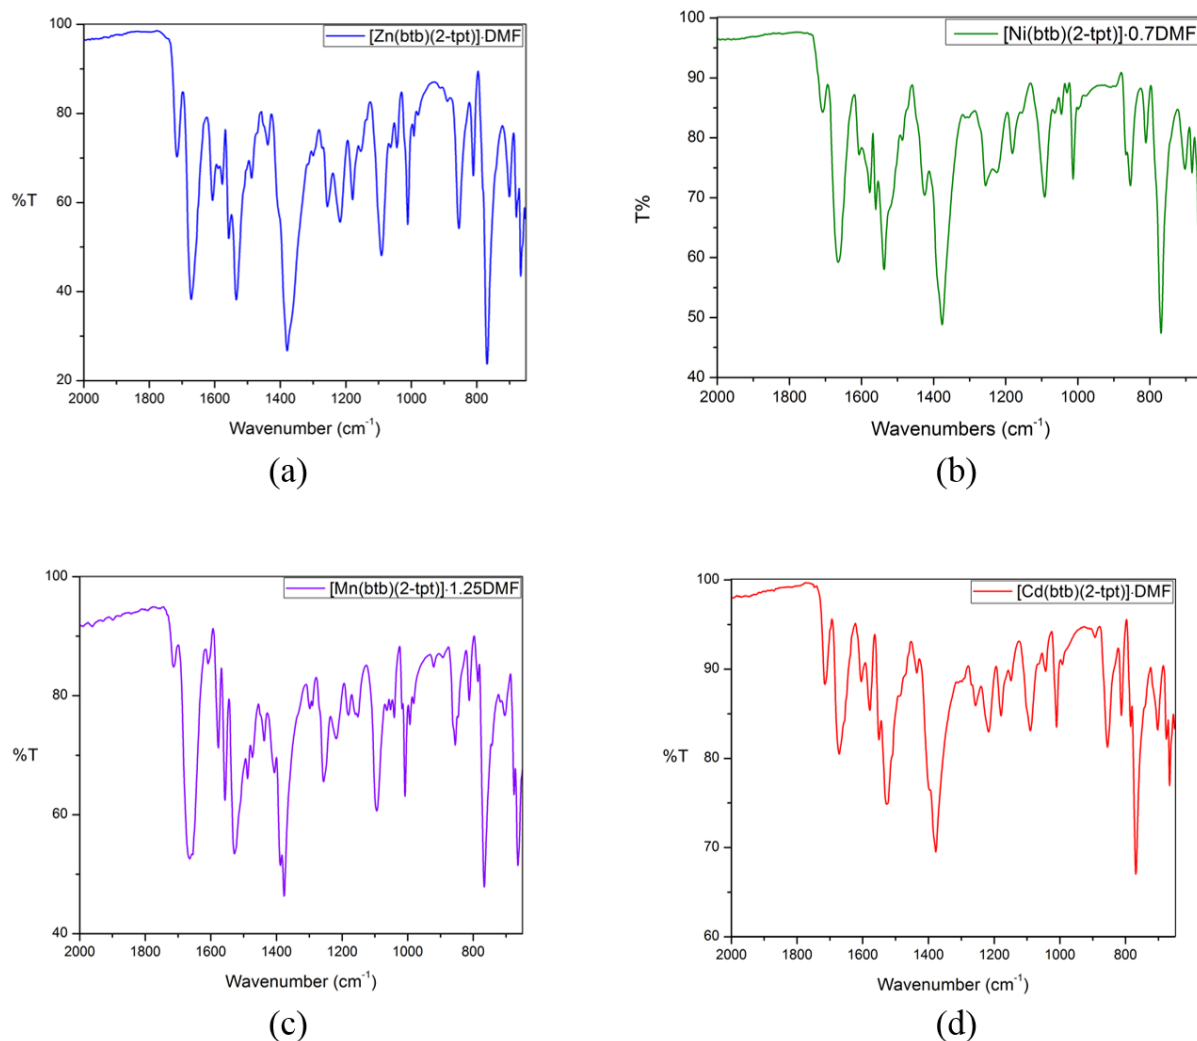 [Zn(btb)(2-tpt)]·DMF
100
80
60
40
20
%T
2000 1800 1600 1400 1200 1000 800
Wavenumber (cm⁻¹)
(a)
[Ni(btb)(2-tpt)]·0.7DMF
100
90
80
70
60
50
40
T%
2000 1800 1600 1400 1200 1000 800
Wavenumbers (cm⁻¹)
(b)
[Mn(btb)(2-tpt)]·1.25DMF
100
80
60
40
%T
2000 1800 1600 1400 1200 1000 800
Wavenumber (cm⁻¹)
(c)
[Cd(btb)(2-tpt)]·DMF
100
90
80
70
60
%T
2000 1800 1600 1400 1200 1000 800
Wavenumber (cm⁻¹)
(d)